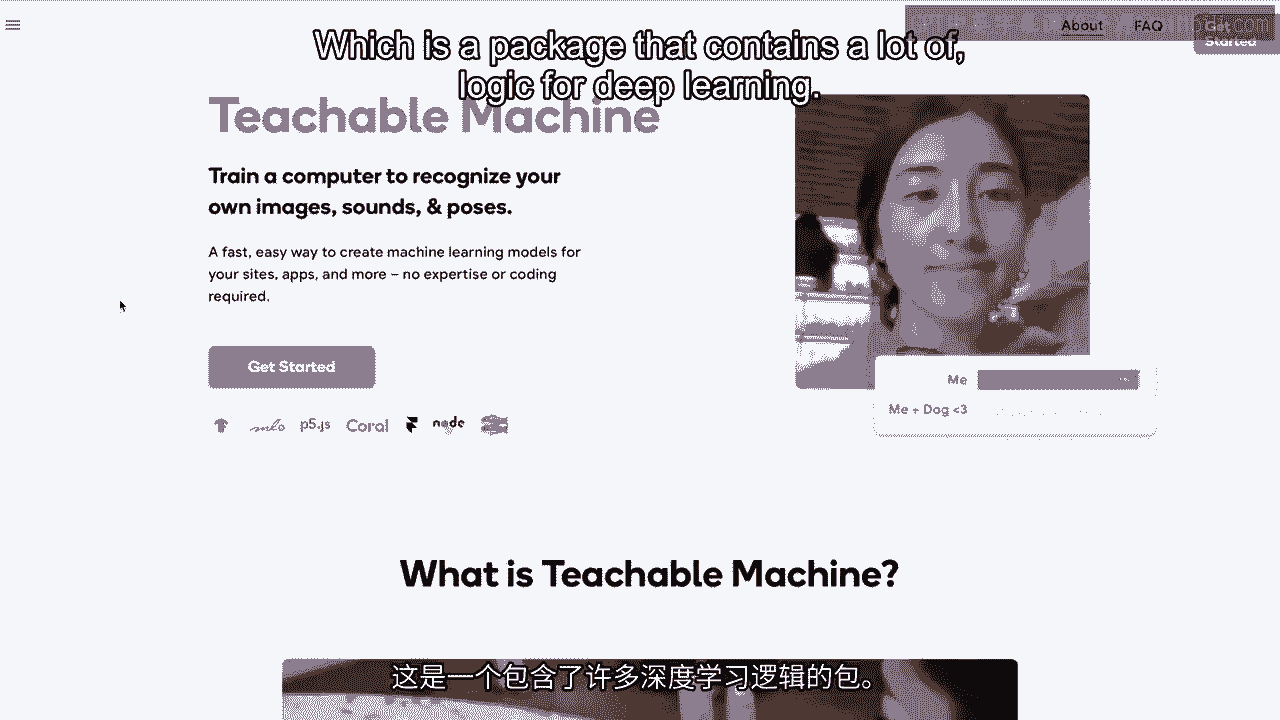 About FAQ Get Started
Which is a package that contains a lot of,
logic for deep learning.
Teachable Machine
Train a computer to recognize your
own images, sounds, & poses.
A fast, easy way to create machine learning models for
your sites, apps, and more – no expertise or coding
required.
Get Started
p5.js Coral node
Me
Me + Dog <3
What is Teachable Machine?
这是一个包含了许多深度学习逻辑的包。